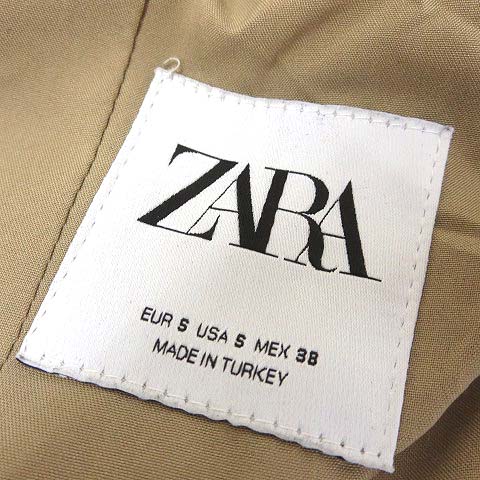 ZARA
EUR S USA S MEX 38
MADE IN TURKEY